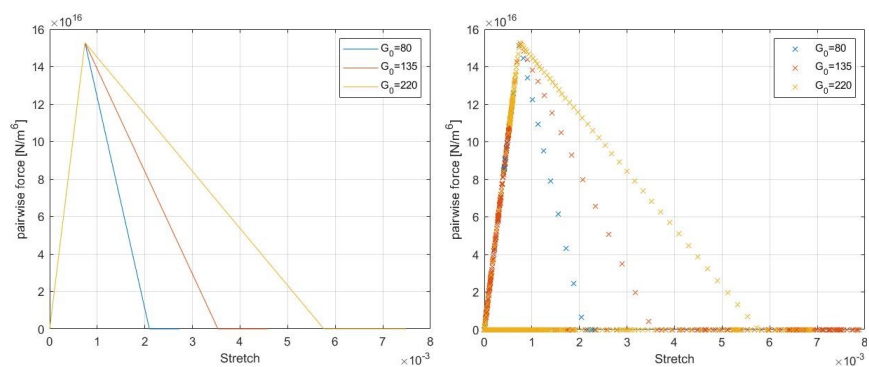 ×10^16
16
14
12
10
8
6
4
2
0
pairwise force [N/m^6]
G_0=80
G_0=135
G_0=220
0 1 2 3 4 5 6 7 8
Stretch
×10^-3
×10^16
16
14
12
10
8
6
4
2
0
pairwise force [N/m^6]
G_0=80
G_0=135
G_0=220
0 1 2 3 4 5 6 7 8
Stretch
×10^-3